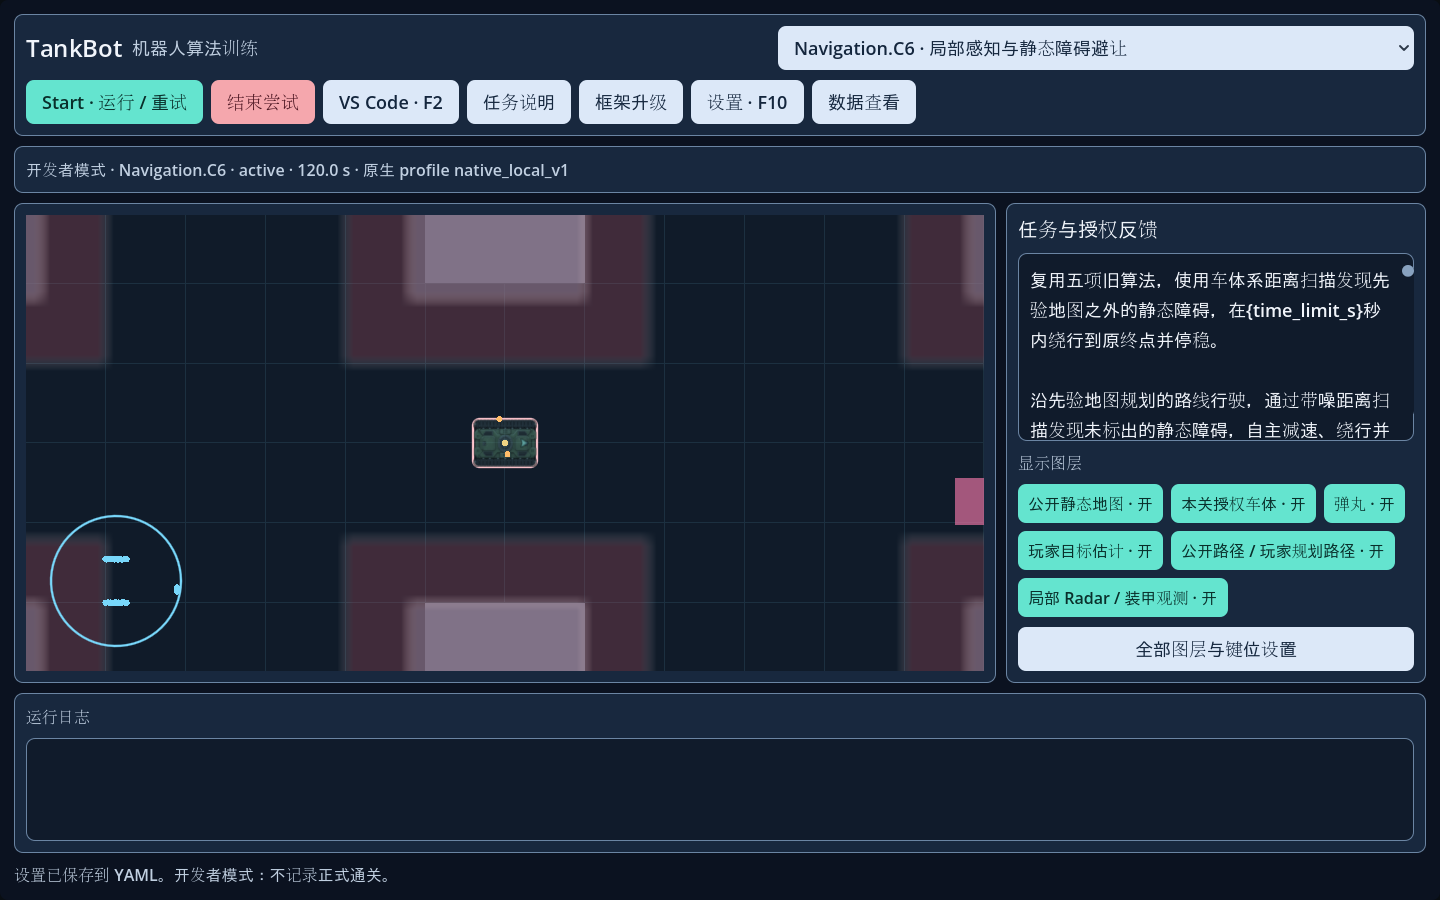 TankBot 机器人算法训练
Navigation.C6 · 局部感知与静态障碍避让
Start · 运行 / 重试
结束尝试
VS Code · F2
任务说明
框架升级
设置 · F10
数据查看
开发者模式 · Navigation.C6 · active · 120.0 s · 原生 profile native_local_v1
任务与授权反馈
复用五项旧算法，使用车体系距离扫描发现先
验地图之外的静态障碍，在{time_limit_s}秒
内绕行到原终点并停稳。
沿先验地图规划的路线行驶，通过带噪距离扫
描发现未标出的静态障碍，自主减速、绕行并
显示图层
公开静态地图 · 开
本关授权车体 · 开
弹丸 · 开
玩家目标估计 · 开
公开路径 / 玩家规划路径 · 开
局部 Radar / 装甲观测 · 开
全部图层与键位设置
运行日志
设置已保存到 YAML。开发者模式：不记录正式通关。